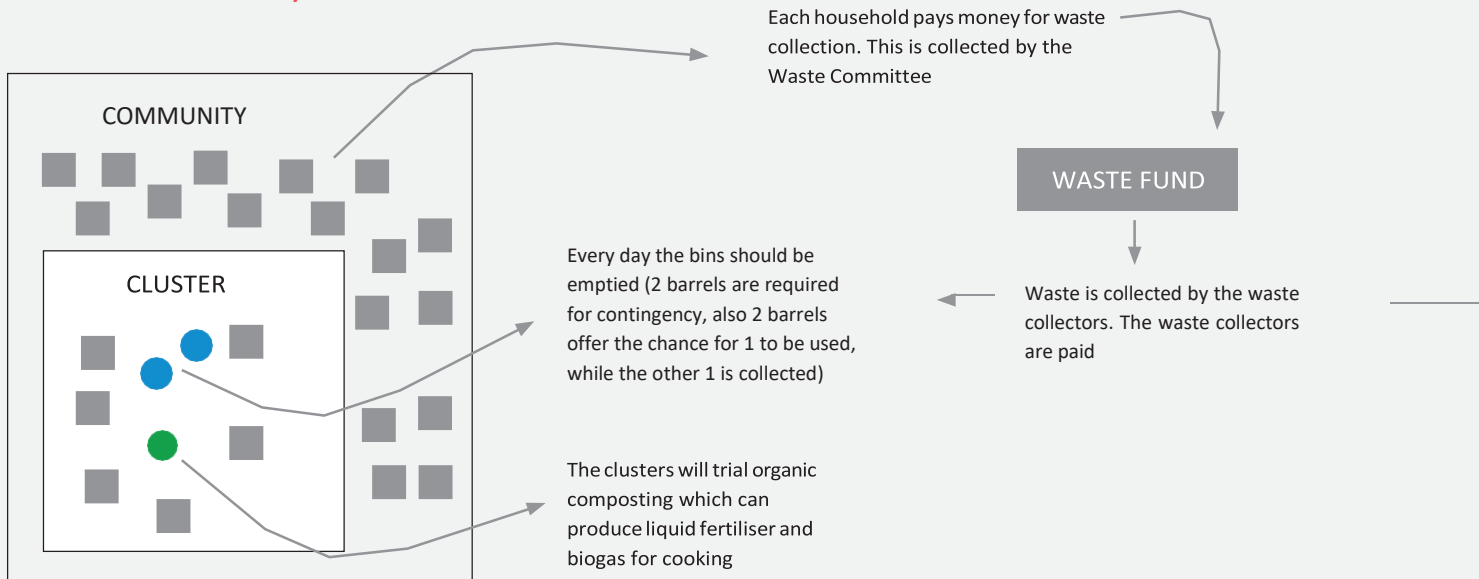 Each household pays money for waste
collection. This is collected by the
Waste Committee
COMMUNITY
WASTE FUND
Every day the bins should be
emptied (2 barrels are required
for contingency, also 2 barrels
offer the chance for 1 to be used,
while the other 1 is collected)
CLUSTER
Waste is collected by the waste
collectors. The waste collectors
are paid
The clusters will trial organic
composting which can
produce liquid fertiliser and
biogas for cooking